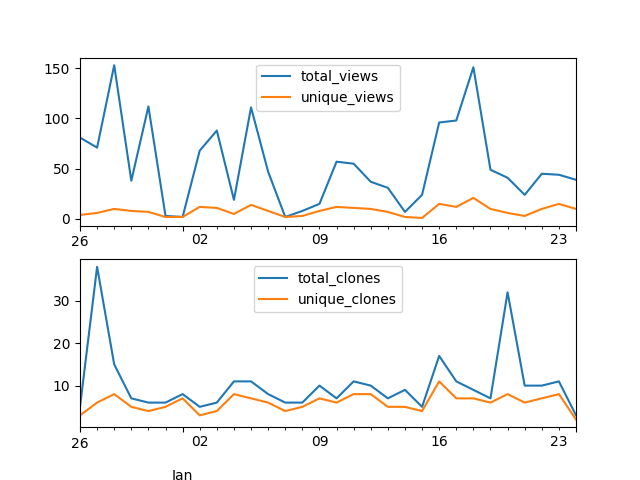 150
100
50
0
total_views
unique_views
26 02 09 16 23
30
20
10
total_clones
unique_clones
26 02 09 16 23
Jan